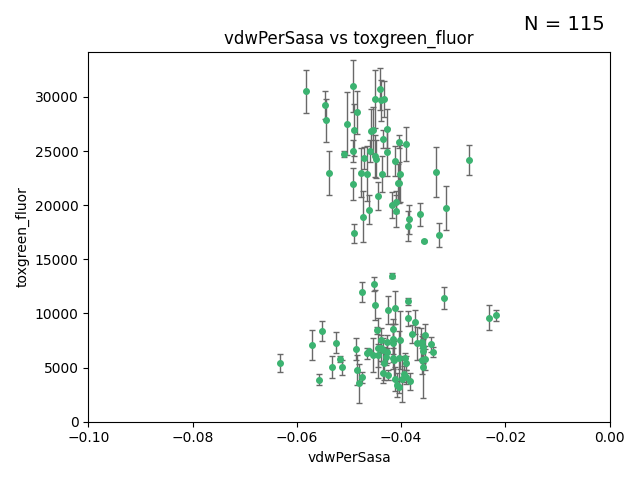 N = 115
vdwPerSasa vs toxgreen_fluor
toxgreen_fluor
30000
25000
20000
15000
10000
5000
0
−0.10 −0.08 −0.06 −0.04 −0.02 0.00
vdwPerSasa